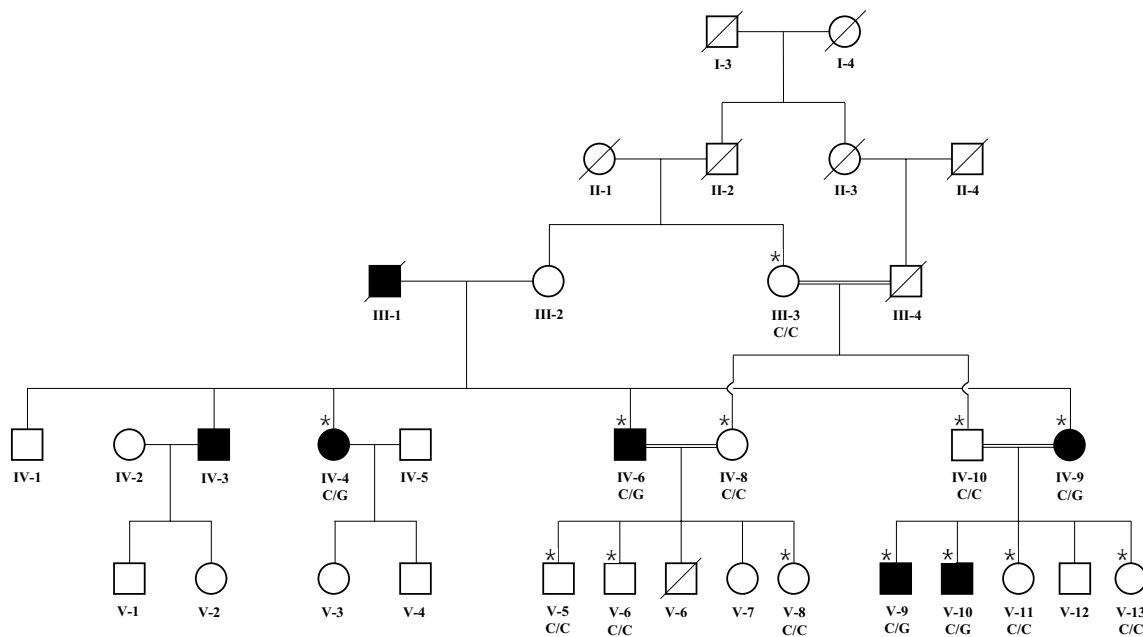 I-3 I-4
II-1 II-2 II-3 II-4
*
III-1 III-2 III-3 III-4
C/C
* * * * *
IV-1 IV-2 IV-3 IV-4 IV-5 IV-6 IV-8 IV-10 IV-9
C/G C/G C/C C/C C/G
* * * * * * *
V-1 V-2 V-3 V-4 V-5 V-6 V-6 V-7 V-8 V-9 V-10 V-11 V-12 V-13
C/C C/C C/C C/G C/G C/C C/C